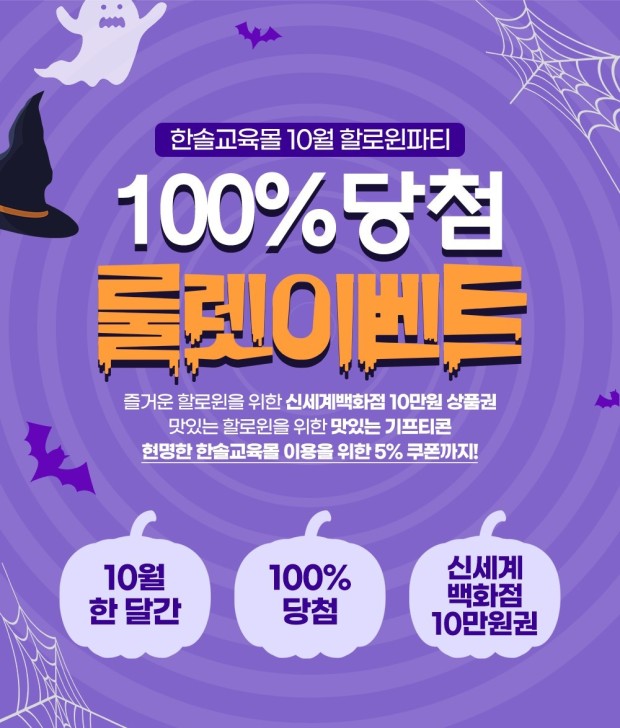 한솔교육몰 10월 할로윈파티
100% 당첨
룰렛이벤트
즐거운 할로윈을 위한 신세계백화점 10만원 상품권
맛있는 할로윈을 위한 맛있는 기프티콘
현명한 한솔교육몰 이용을 위한 5% 쿠폰까지!
10월
한 달간
100%
당첨
신세계
백화점
10만원권